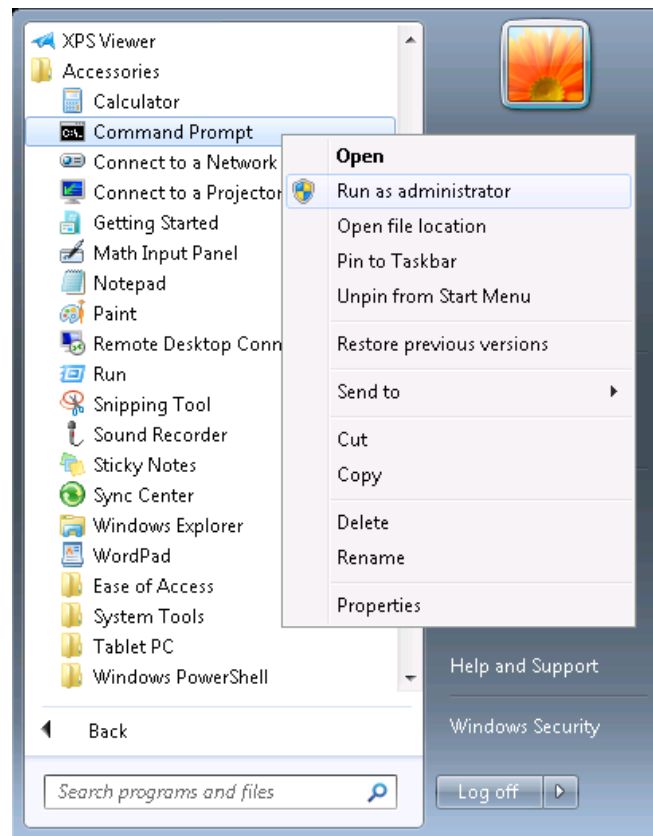 XPS Viewer
Accessories
Calculator
Command Prompt
Connect to a Network
Connect to a Projector
Getting Started
Math Input Panel
Notepad
Paint
Remote Desktop Conn
Run
Snipping Tool
Sound Recorder
Sticky Notes
Sync Center
Windows Explorer
WordPad
Ease of Access
System Tools
Tablet PC
Windows PowerShell
Back
Search programs and files
Open
Run as administrator
Open file location
Pin to Taskbar
Unpin from Start Menu
Restore previous versions
Send to
Cut
Copy
Delete
Rename
Properties
Help and Support
Windows Security
Log off